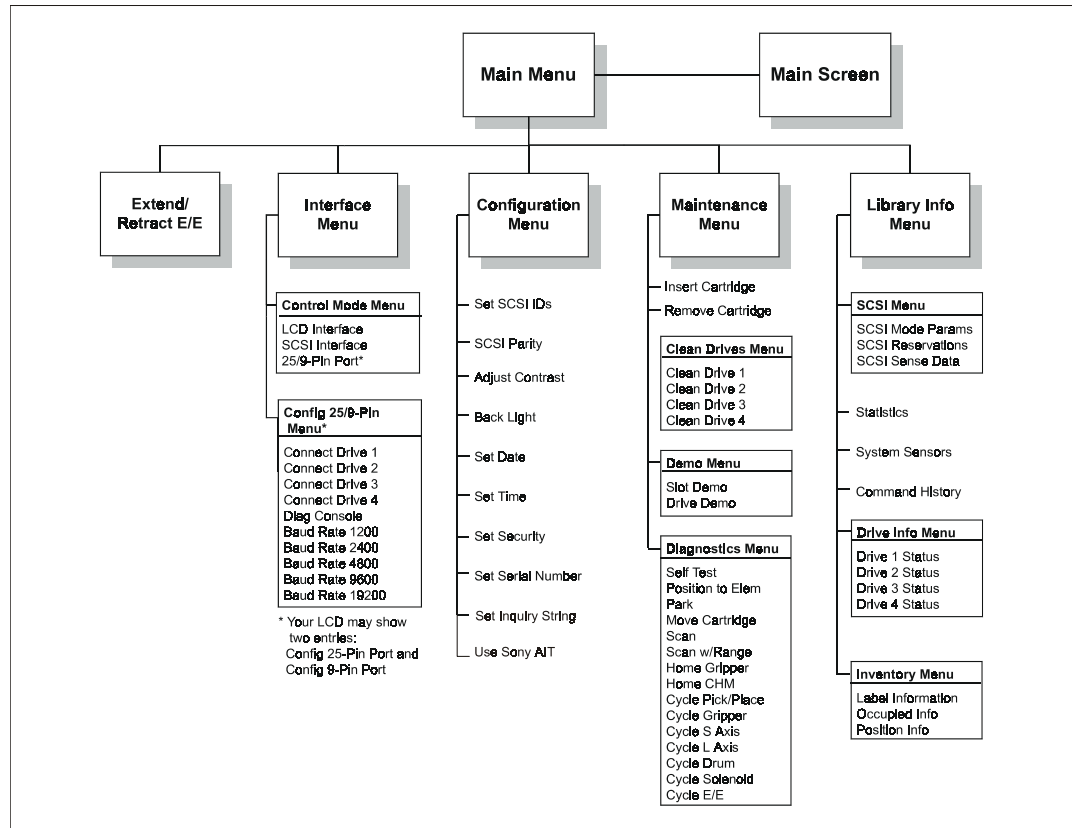 Main Menu
Main Screen
Extend/
Retract E/E
Interface
Menu
Control Mode Menu
LCD Interface
SCSI Interface
25/9-Pin Port*
Config 25/9-Pin
Menu*
Connect Drive 1
Connect Drive 2
Connect Drive 3
Connect Drive 4
Diag Console
Baud Rate 1200
Baud Rate 2400
Baud Rate 4800
Baud Rate 9600
Baud Rate 19200
* Your LCD may show
two entries:
Config 25-Pin Port and
Config 9-Pin Port
Configuration
Menu
Set SCSI IDs
SCSI Parity
Adjust Contrast
Back Light
Set Date
Set Time
Set Security
Set Serial Number
Set Inquiry String
Use Sony AIT
Maintenance
Menu
Insert Cartridge
Remove Cartridge
Clean Drives Menu
Clean Drive 1
Clean Drive 2
Clean Drive 3
Clean Drive 4
Demo Menu
Slot Demo
Drive Demo
Diagnostics Menu
Self Test
Position to Elem
Park
Move Cartridge
Scan
Scan w/Range
Home Gripper
Home CHM
Cycle Pick/Place
Cycle Gripper
Cycle S Axis
Cycle L Axis
Cycle Drum
Cycle Solenoid
Cycle E/E
Library Info
Menu
SCSI Menu
SCSI Mode Params
SCSI Reservations
SCSI Sense Data
Statistics
System Sensors
Command History
Drive Info Menu
Drive 1 Status
Drive 2 Status
Drive 3 Status
Drive 4 Status
Inventory Menu
Label Information
Occupied Info
Position Info